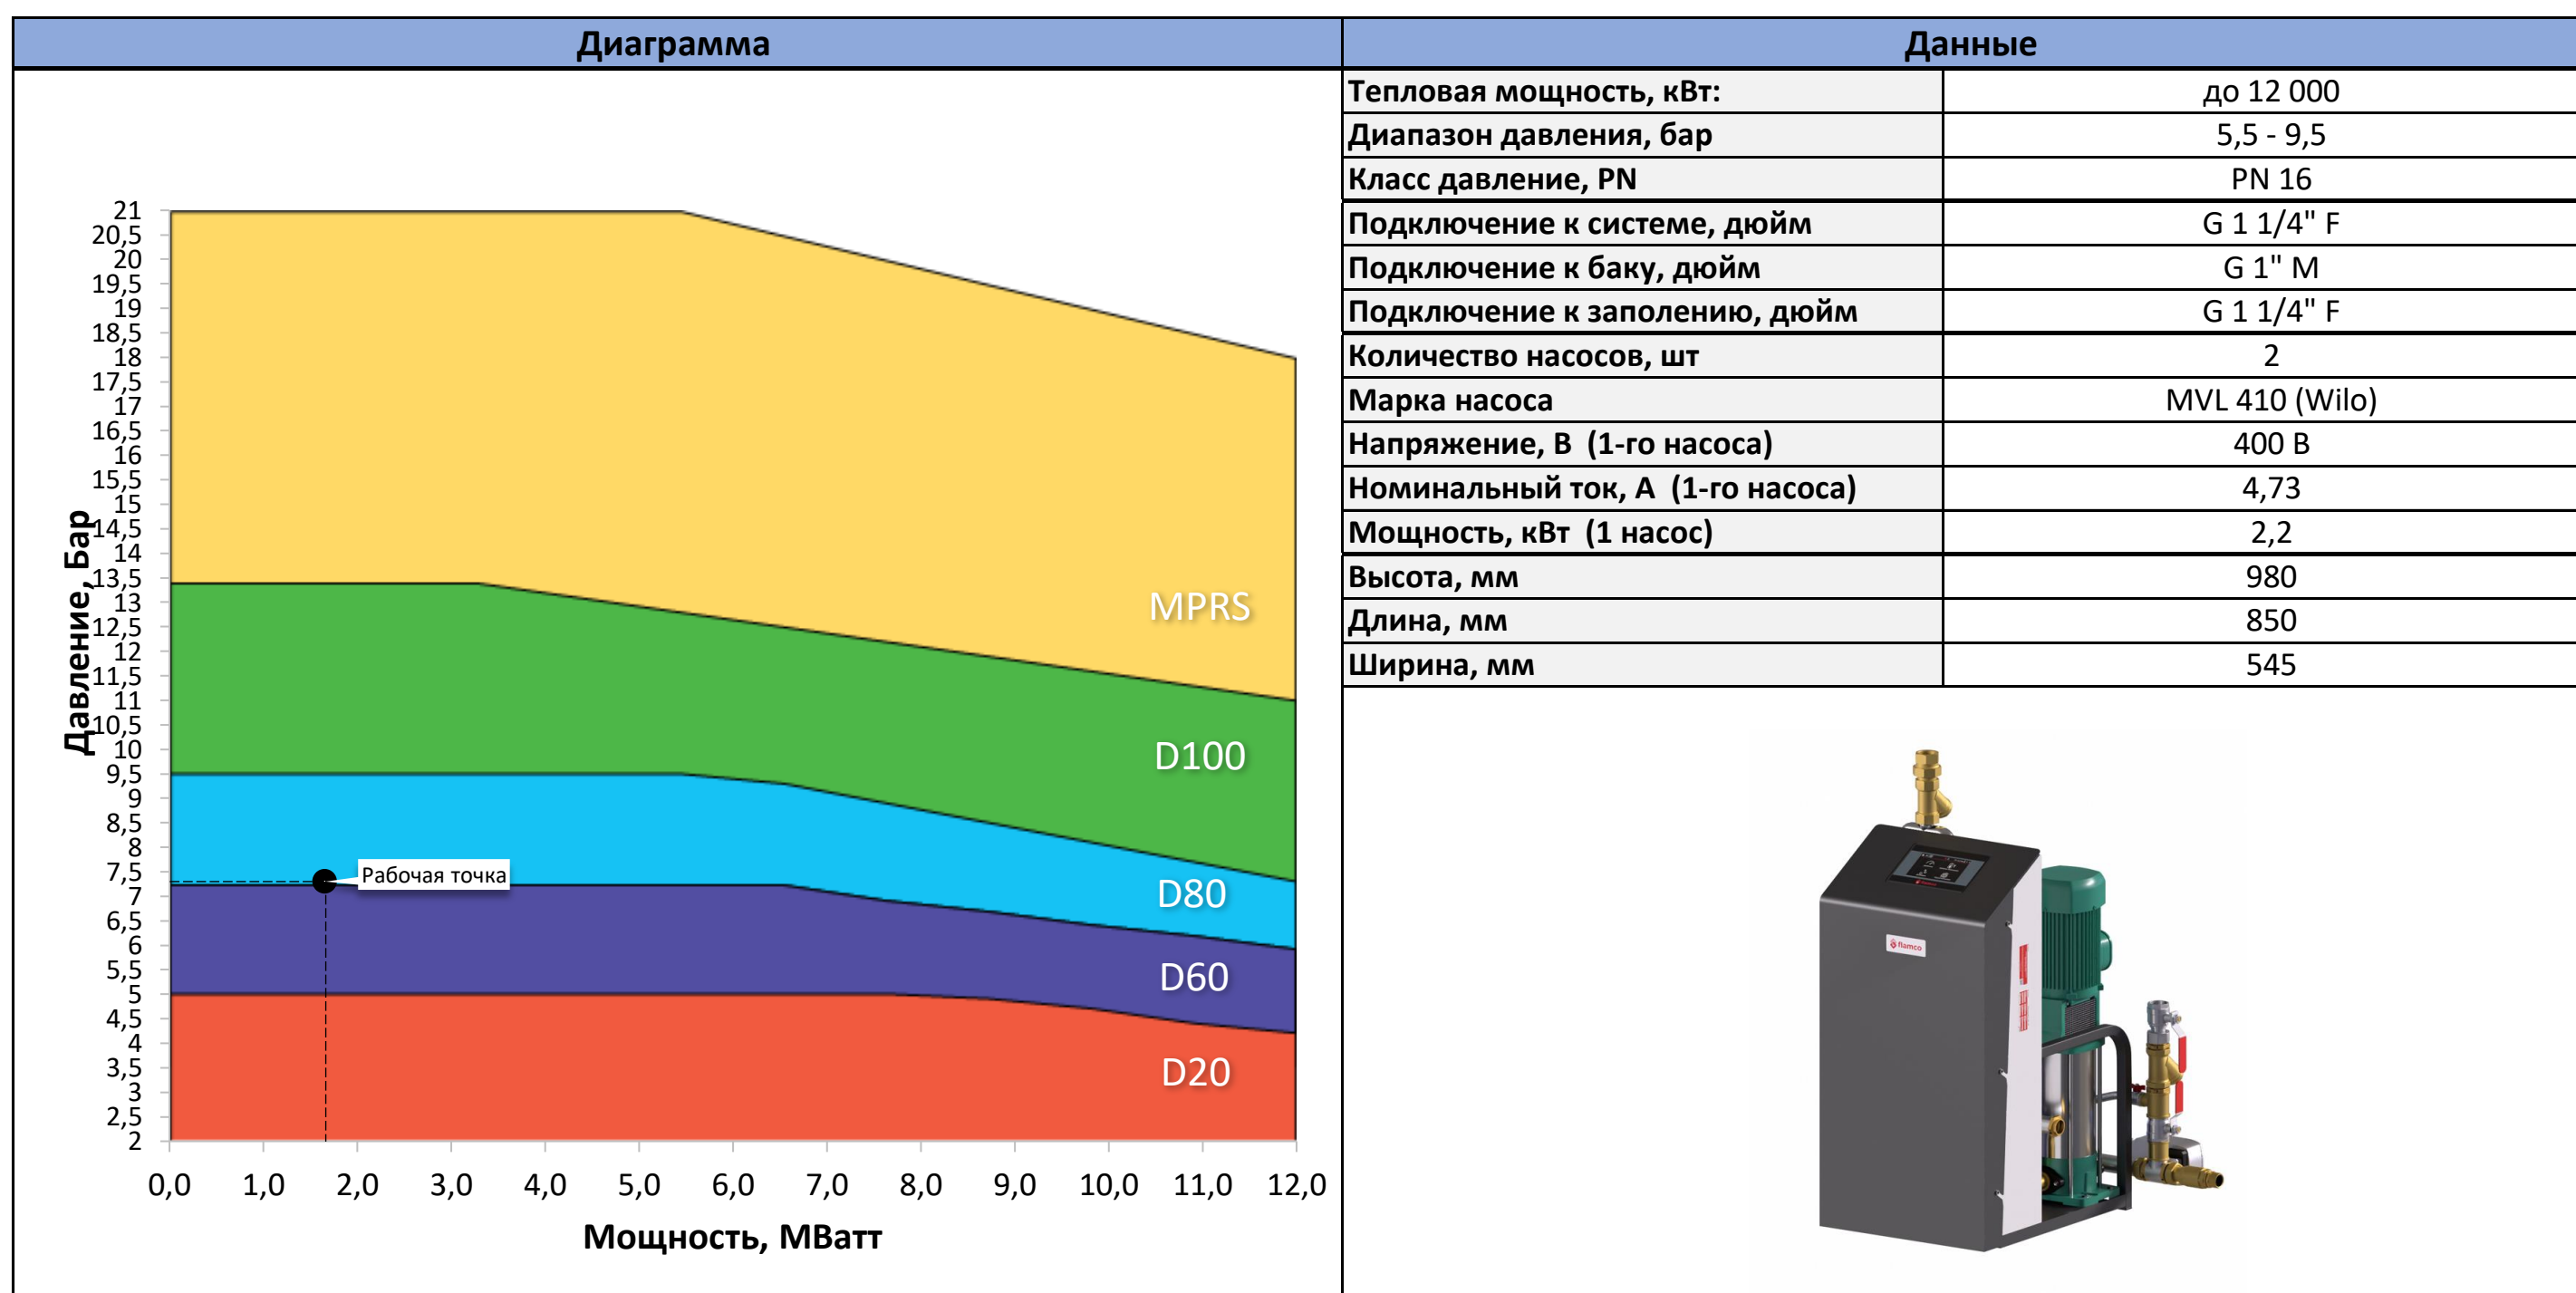 Диаграмма
Данные
Тепловая мощность, кВт: до 12 000
Диапазон давления, бар 5,5 - 9,5
Класс давление, PN PN 16
Подключение к системе, дюйм G 1 1/4" F
Подключение к баку, дюйм G 1" M
Подключение к заполению, дюйм G 1 1/4" F
Количество насосов, шт 2
Марка насоса MVL 410 (Wilo)
Напряжение, В (1-го насоса) 400 В
Номинальный ток, А (1-го насоса) 4,73
Мощность, кВт (1 насос) 2,2
Высота, мм 980
Длина, мм 850
Ширина, мм 545
Давление, Бар
21
20,5
20
19,5
19
18,5
18
17,5
17
16,5
16
15,5
15
14,5
14
13,5
13
12,5
12
11,5
11
10,5
10
9,5
9
8,5
8
7,5
7
6,5
6
5,5
5
4,5
4
3,5
3
2,5
2
MPRS
D100
D80
D60
D20
Рабочая точка
0,0 1,0 2,0 3,0 4,0 5,0 6,0 7,0 8,0 9,0 10,0 11,0 12,0
Мощность, МВатт
flamco